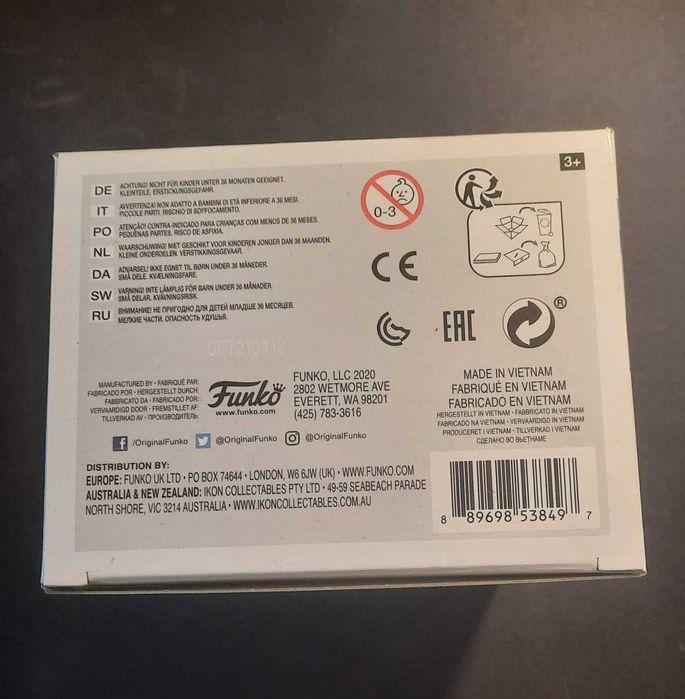 3+
DE ACHTUNG! NICHT FÜR KINDER UNTER 36 MONATEN GEEIGNET.
KLEINTEILE. ERSTICKUNGSGEFAHR.
IT AVVERTENZA! NON ADATTO A BAMBINI DI ETÀ INFERIORE A 36 MESI.
PICCOLE PARTI. RISCHIO DI SOFFOCAMENTO.
PO ATENÇÃO! CONTRA-INDICADO PARA CRIANÇAS COM MENOS DE 36 MESES.
PEQUENAS PARTES. RISCO DE ASFIXIA.
NL WAARSCHUWING! NIET GESCHIKT VOOR KINDEREN JONGER DAN 36 MAANDEN.
KLEINE ONDERDELEN. VERSTIKKINGSGEVAAR.
DA ADVARSEL! IKKE EGNET TIL BØRN UNDER 36 MÅNEDER.
SMÅ DELE. KVÆLNINGSFARE.
SW VARNING! INTE LÄMPLIG FÖR BARN UNDER 36 MÅNADER.
SMÅ DELAR. KVÄVNINGSRISK.
RU ВНИМАНИЕ! НЕ ПРИГОДНО ДЛЯ ДЕТЕЙ МЛАДШЕ 36 МЕСЯЦЕВ.
МЕЛКИЕ ЧАСТИ. ОПАСНОСТЬ УДУШЬЯ.
0-3
CE
EAC
®
GFT210412
MANUFACTURED BY · FABRIQUÉ PAR:
FABRICADO POR · HERGESTELLT DURCH:
FABBRICATO DA · FABRICADO POR:
VERVAARDIGD DOOR · FREMSTILLET AF:
TILLVERKAD AV · ПРОИЗВОДИТЕЛЬ:
Funko
www.funko.com
FUNKO, LLC 2020
2802 WETMORE AVE
EVERETT, WA 98201
(425) 783-3616
MADE IN VIETNAM
FABRIQUÉ EN VIETNAM
FABRICADO EN VIETNAM
HERGESTELLT IN VIETNAM · FABBRICATO IN VIETNAM
FABRICADO NA VIETNAM · VERVAARDIGD IN VIETNAM
PRODUCERET I VIETNAM · TILLVERKAD I VIETNAM
СДЕЛАНО ВО ВЬЕТНАМЕ
/OriginalFunko @OriginalFunko @OriginalFunko
DISTRIBUTION BY:
EUROPE: FUNKO UK LTD · PO BOX 74644 · LONDON, W6 6JW (UK) · WWW.FUNKO.COM
AUSTRALIA & NEW ZEALAND: IKON COLLECTABLES PTY LTD · 49-59 SEABEACH PARADE
NORTH SHORE, VIC 3214 AUSTRALIA · WWW.IKONCOLLECTABLES.COM.AU
8 89698 53849 7